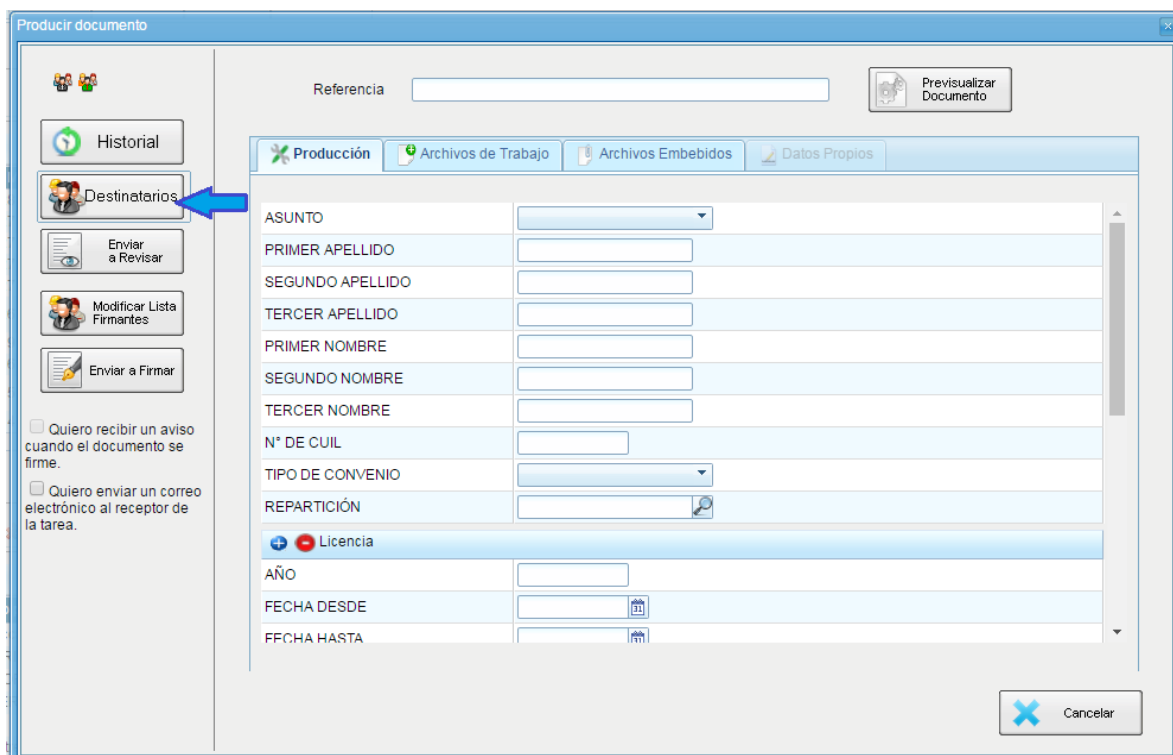 Producir documento
Historial
Destinatarios
Enviar
a Revisar
Modificar Lista
Firmantes
Enviar a Firmar
Quiero recibir un aviso
cuando el documento se
firme.
Quiero enviar un correo
electrónico al receptor de
la tarea.
Referencia
Previsualizar
Documento
Producción
Archivos de Trabajo
Archivos Embebidos
Datos Propios
ASUNTO
PRIMER APELLIDO
SEGUNDO APELLIDO
TERCER APELLIDO
PRIMER NOMBRE
SEGUNDO NOMBRE
TERCER NOMBRE
N° DE CUIL
TIPO DE CONVENIO
REPARTICIÓN
Licencia
AÑO
FECHA DESDE
31
FECHA HASTA
31
Cancelar